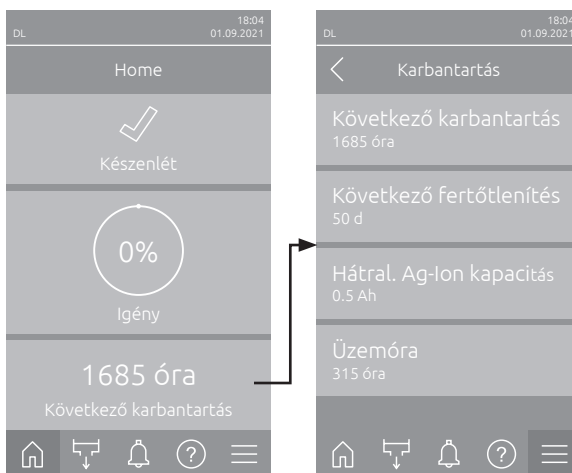 18:04
DL 01.09.2021
Home
Készenlét
0%
Igény
1685 óra
Következő karbantartás
18:04
DL 01.09.2021
Karbantartás
Következő karbantartás
1685 óra
Következő fertőtlenítés
50 d
Hátral. Ag-Ion kapacitás
0.5 Ah
Üzemóra
315 óra